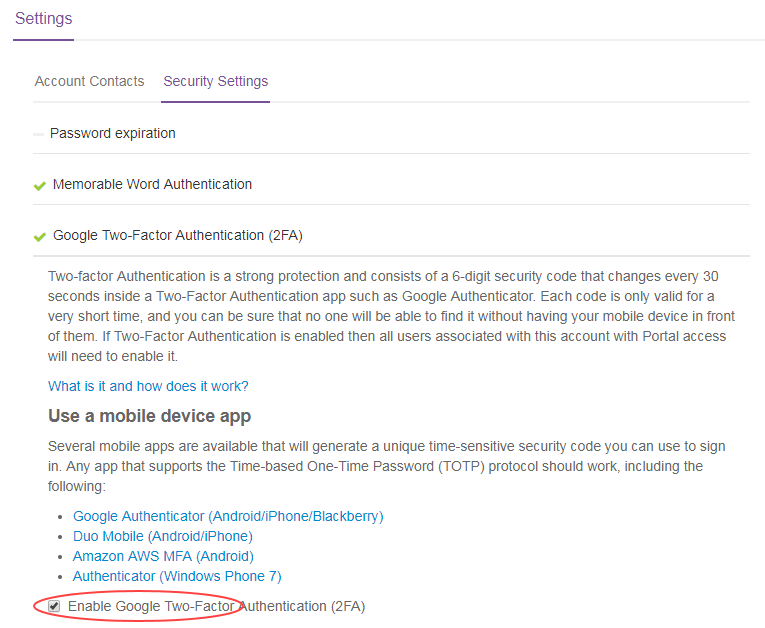 Settings
Account Contacts Security Settings
Password expiration
Memorable Word Authentication
Google Two-Factor Authentication (2FA)
Two-factor Authentication is a strong protection and consists of a 6-digit security code that changes every 30
seconds inside a Two-Factor Authentication app such as Google Authenticator. Each code is only valid for a
very short time, and you can be sure that no one will be able to find it without having your mobile device in front
of them. If Two-Factor Authentication is enabled then all users associated with this account with Portal access
will need to enable it.
What is it and how does it work?
Use a mobile device app
Several mobile apps are available that will generate a unique time-sensitive security code you can use to sign
in. Any app that supports the Time-based One-Time Password (TOTP) protocol should work, including the
following:
Google Authenticator (Android/iPhone/Blackberry)
Duo Mobile (Android/iPhone)
Amazon AWS MFA (Android)
Authenticator (Windows Phone 7)
Enable Google Two-Factor Authentication (2FA)